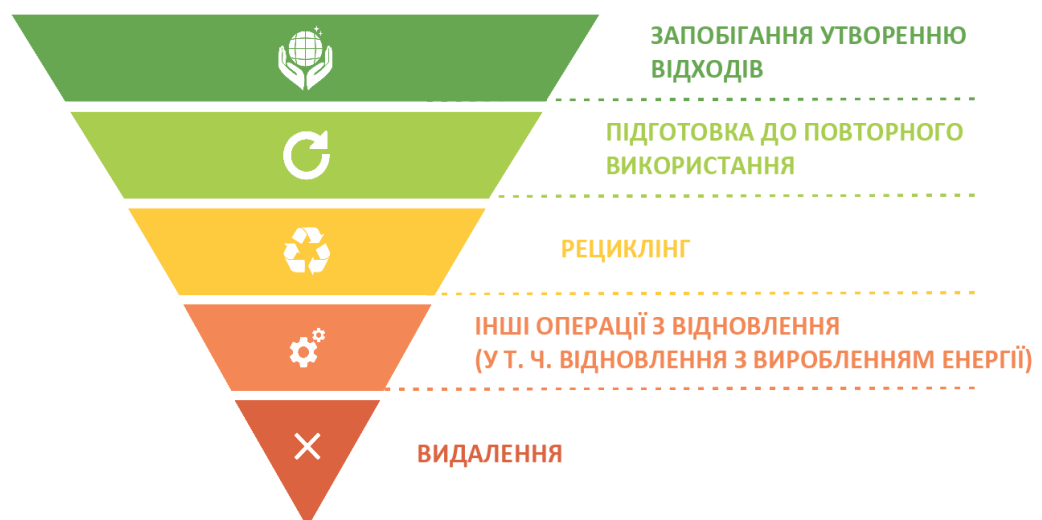 ЗАПОБІГАННЯ УТВОРЕННЮ
ВІДХОДІВ
ПІДГОТОВКА ДО ПОВТОРНОГО
ВИКОРИСТАННЯ
РЕЦИКЛІНГ
ІНШІ ОПЕРАЦІЇ З ВІДНОВЛЕННЯ
(У Т. Ч. ВІДНОВЛЕННЯ З ВИРОБЛЕННЯМ ЕНЕРГІЇ)
ВИДАЛЕННЯ